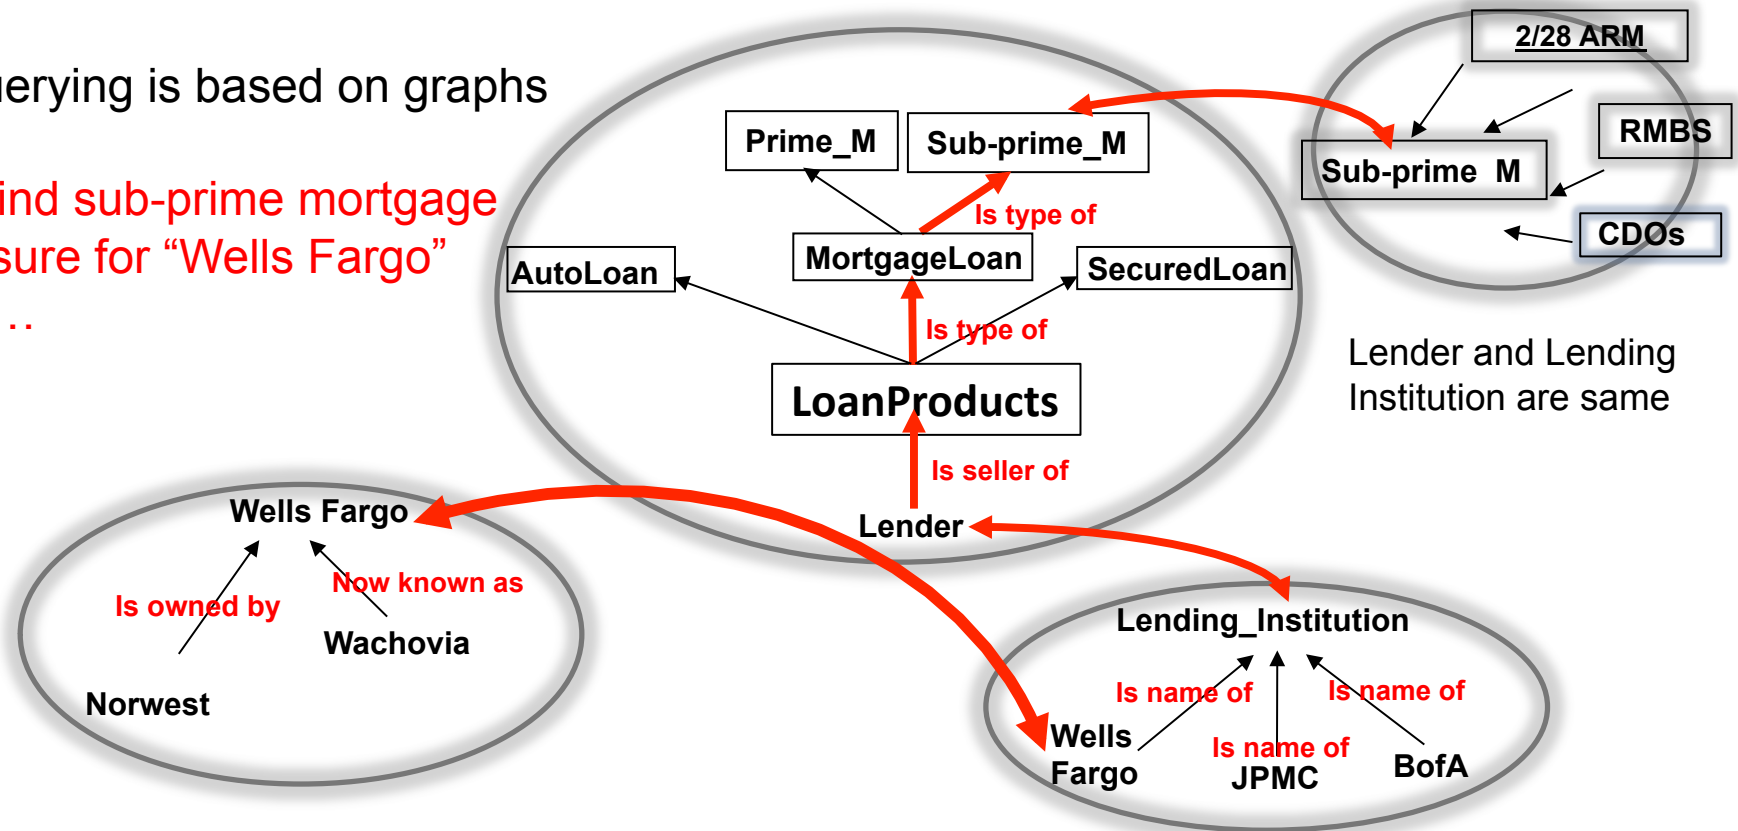 uerying is based on graphs
ind sub-prime mortgage
sure for “Wells Fargo”
..
2/28 ARM
RMBS
Sub-prime M
CDOs
Prime_M
Sub-prime_M
Is type of
MortgageLoan
AutoLoan
SecuredLoan
Is type of
LoanProducts
Is seller of
Lender
Lender and Lending
Institution are same
Wells Fargo
Is owned by
Now known as
Wachovia
Norwest
Lending_Institution
Is name of
Is name of
Is name of
Wells
Fargo
JPMC
BofA